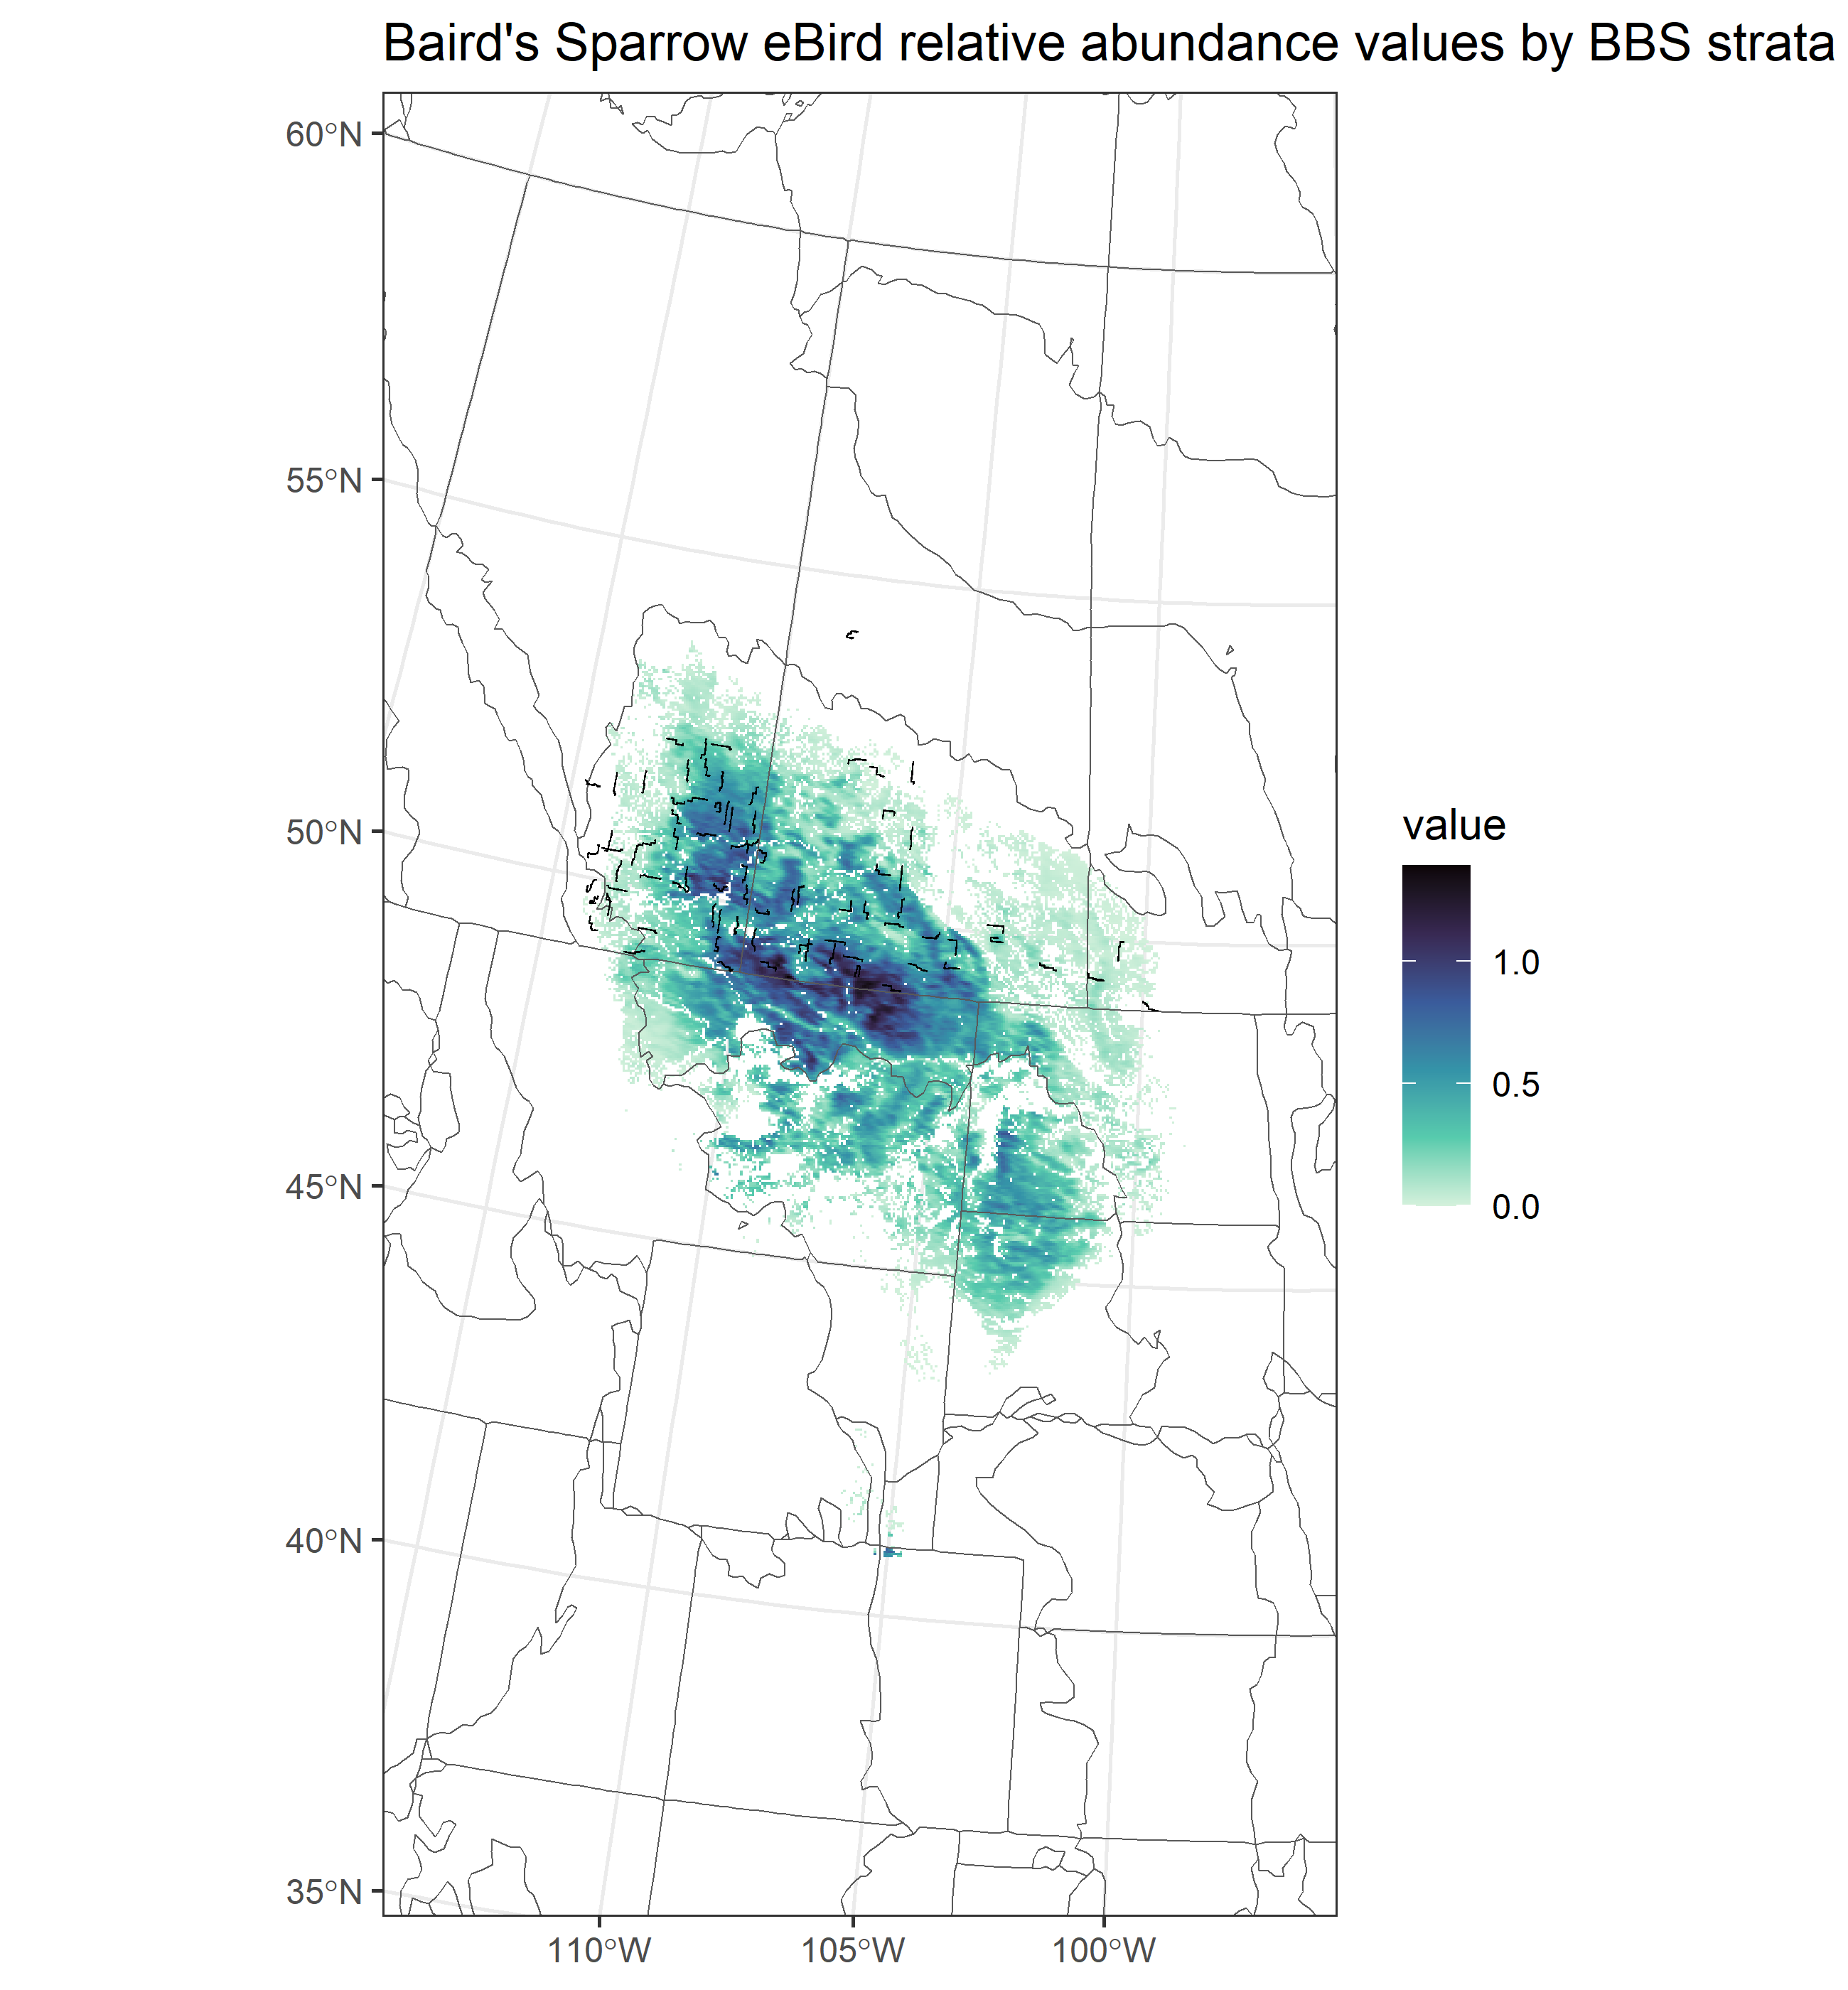 Baird's Sparrow eBird relative abundance values by BBS strata
60°N
55°N
50°N
45°N
40°N
35°N
110°W
105°W
100°W
value
1.0
0.5
0.0